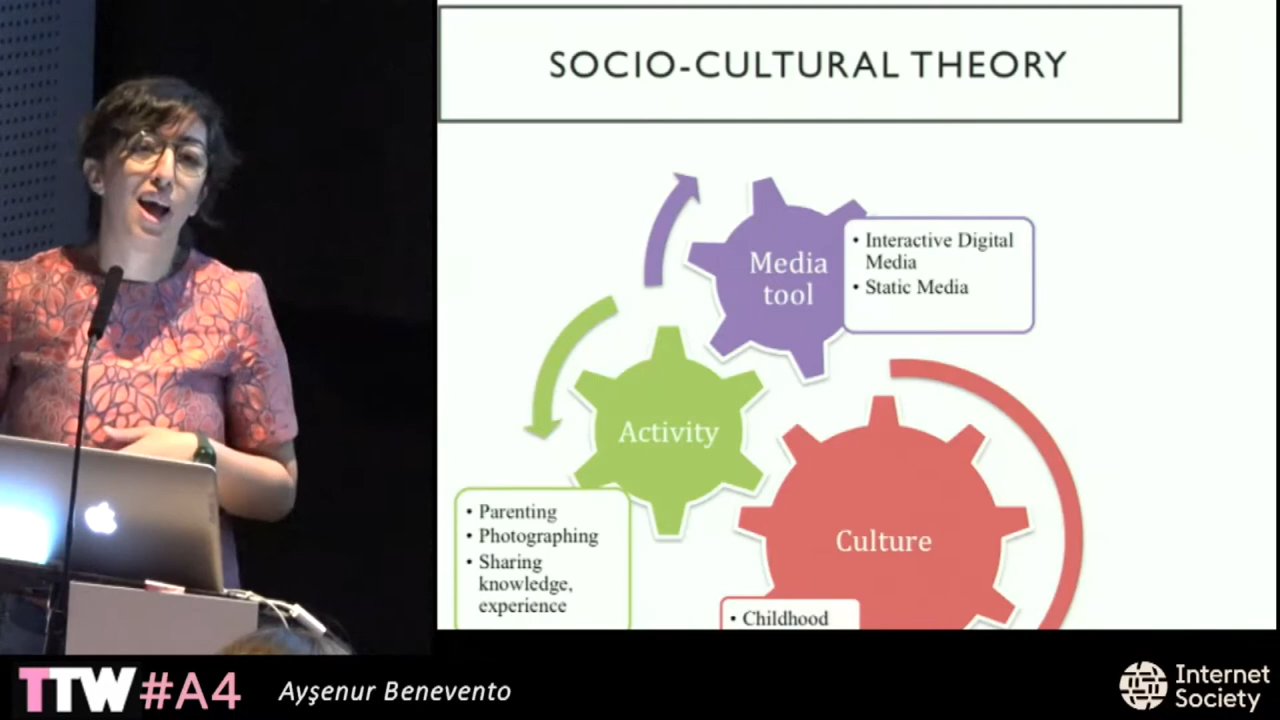 SOCIO-CULTURAL THEORY
Media
tool
• Interactive Digital
Media
• Static Media
Activity
• Parenting
• Photographing
• Sharing
knowledge,
experience
Culture
• Childhood
TTW#A4
Ayşenur Benevento
Internet
Society